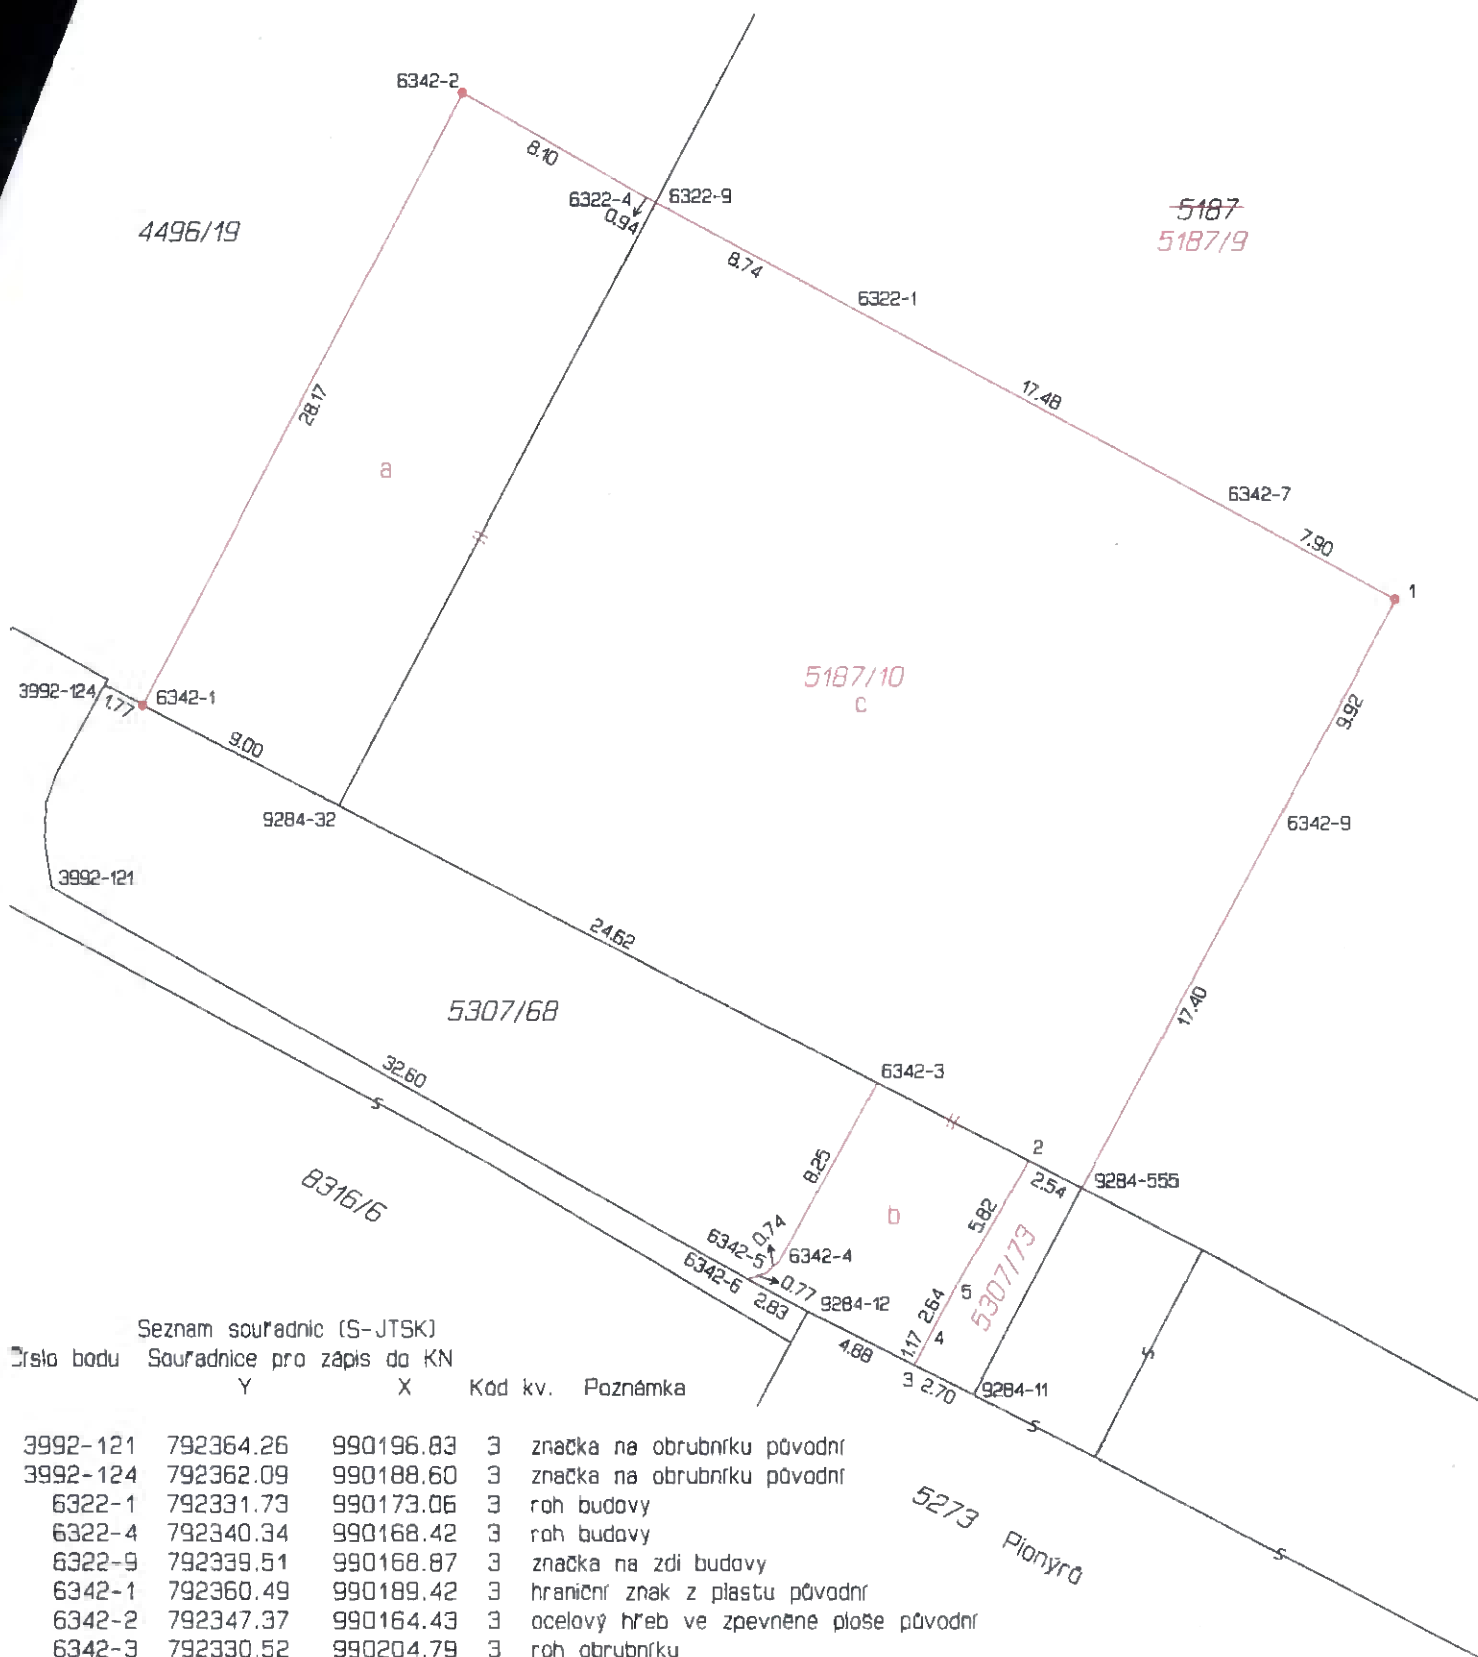 6342-2
8.10
6322-4
6322-9
0.94
4496/19
5187
5187/9
8.74
6322-1
28.17
17.48
a
6342-7
7.90
1
5187/10
c
3992-124
1.77
6342-1
9.92
9.00
9284-32
6342-9
3992-121
24.62
17.40
5307/68
32.60
s
6342-3
8316/6
8.25
2
2.54
9284-555
b
5.82
0.74
6342-5
6342-4
5307/73
6342-6
0.77
2.83
9284-12
5
2.64
4.88
1.17
4
3
2.70
9284-11
s
s
Seznam souřadnic (S-JTSK)
Číslo bodu Souřadnice pro zápis do KN
Y X Kód kv. Poznámka
3992-121 792364.26 990196.83 3 značka na obrubníku původní
3992-124 792362.09 990188.60 3 značka na obrubníku původní
6322-1 792331.73 990173.06 3 roh budovy
6322-4 792340.34 990168.42 3 roh budovy
6322-9 792339.51 990168.87 3 značka na zdi budovy
6342-1 792360.49 990189.42 3 hraniční znak z plastu původní
6342-2 792347.37 990164.43 3 ocelový hřeb ve zpevněné ploše původní
6342-3 792330.52 990204.79 3 roh obrubníku
5273 Pionýrů
s